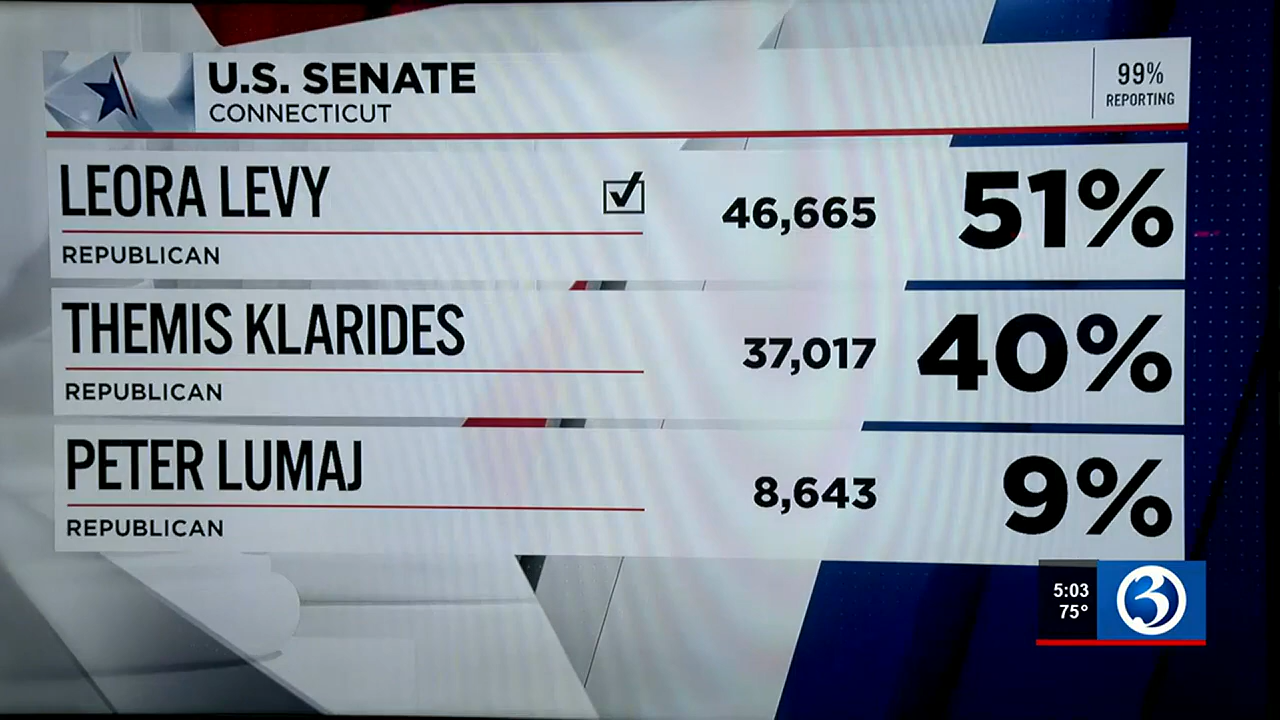 U.S. SENATE
CONNECTICUT
99%
REPORTING
LEORA LEVY
46,665
51%
REPUBLICAN
THEMIS KLARIDES
37,017
40%
REPUBLICAN
PETER LUMAJ
8,643
9%
REPUBLICAN
5:03
75°
3